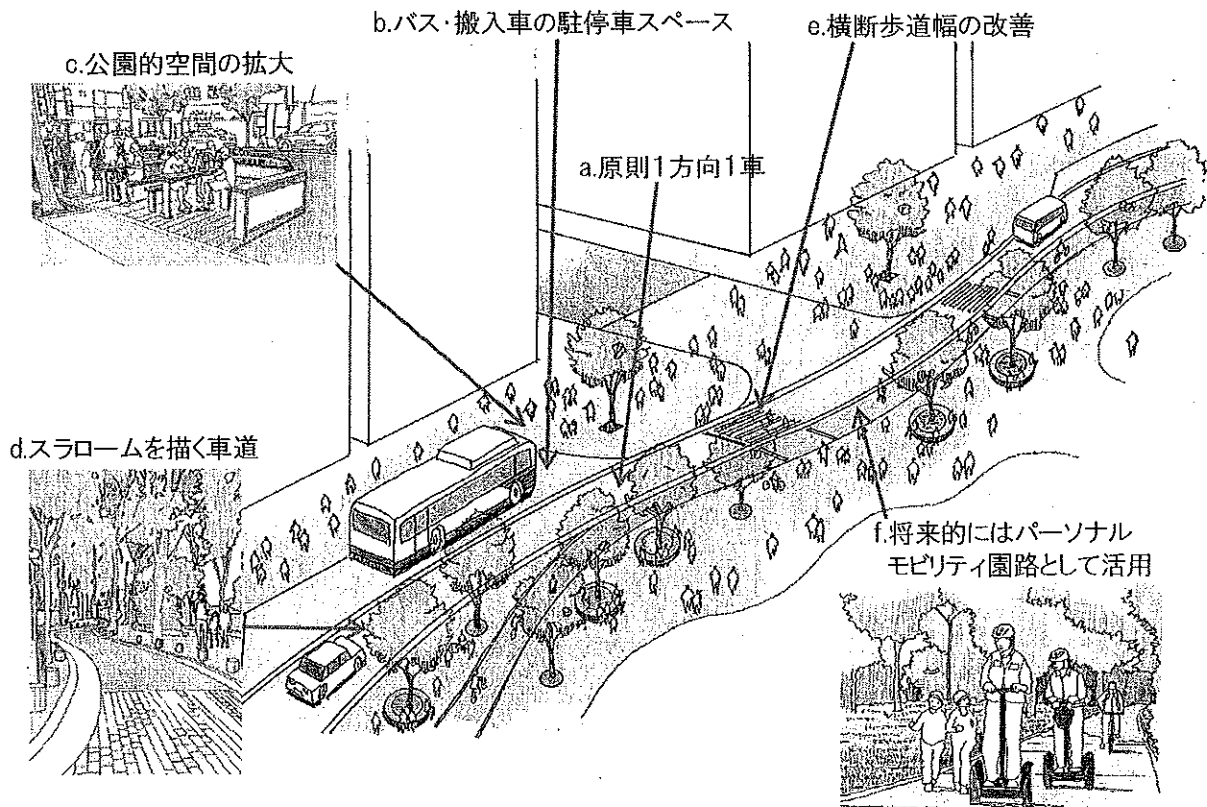 b.バス・搬入車の駐停車スペース
e.横断歩道幅の改善
c.公園的空間の拡大
a.原則1方向1車
d.スラロームを描く車道
f.将来的にはパーソナル
モビリティ園路として活用